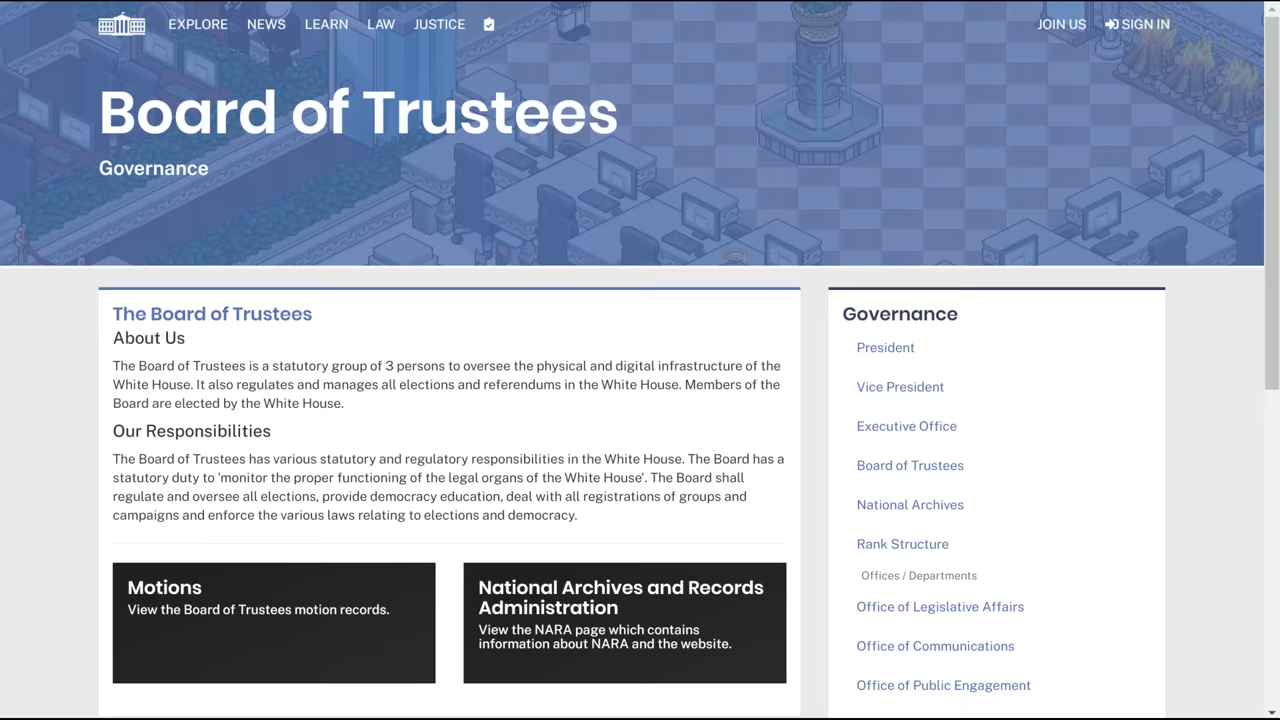 EXPLORE NEWS LEARN LAW JUSTICE JOIN US SIGN IN
Board of Trustees
Governance
The Board of Trustees
About Us
The Board of Trustees is a statutory group of 3 persons to oversee the physical and digital infrastructure of the
White House. It also regulates and manages all elections and referendums in the White House. Members of the
Board are elected by the White House.
Our Responsibilities
The Board of Trustees has various statutory and regulatory responsibilities in the White House. The Board has a
statutory duty to 'monitor the proper functioning of the legal organs of the White House'. The Board shall
regulate and oversee all elections, provide democracy education, deal with all registrations of groups and
campaigns and enforce the various laws relating to elections and democracy.
Motions
View the Board of Trustees motion records.
National Archives and Records
Administration
View the NARA page which contains
information about NARA and the website.
Governance
President
Vice President
Executive Office
Board of Trustees
National Archives
Rank Structure
Offices / Departments
Office of Legislative Affairs
Office of Communications
Office of Public Engagement